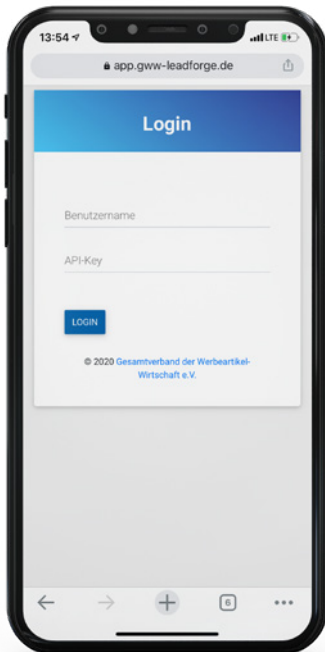 13:54 LTE
app.gww-leadforge.de
Login
Benutzername
API-Key
LOGIN
© 2020 Gesamtverband der Werbeartikel-
Wirtschaft e.V.
6